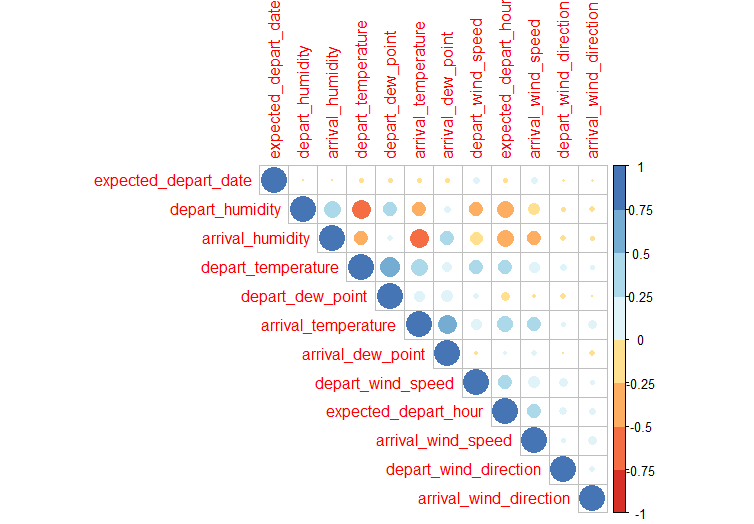 expected_depart_date
depart_humidity
arrival_humidity
depart_temperature
depart_dew_point
arrival_temperature
arrival_dew_point
depart_wind_speed
expected_depart_hour
arrival_wind_speed
depart_wind_direction
arrival_wind_direction
expected_depart_date
depart_humidity
arrival_humidity
depart_temperature
depart_dew_point
arrival_temperature
arrival_dew_point
depart_wind_speed
expected_depart_hour
arrival_wind_speed
depart_wind_direction
arrival_wind_direction
1
0.75
0.5
0.25
0
-0.25
-0.5
-0.75
-1